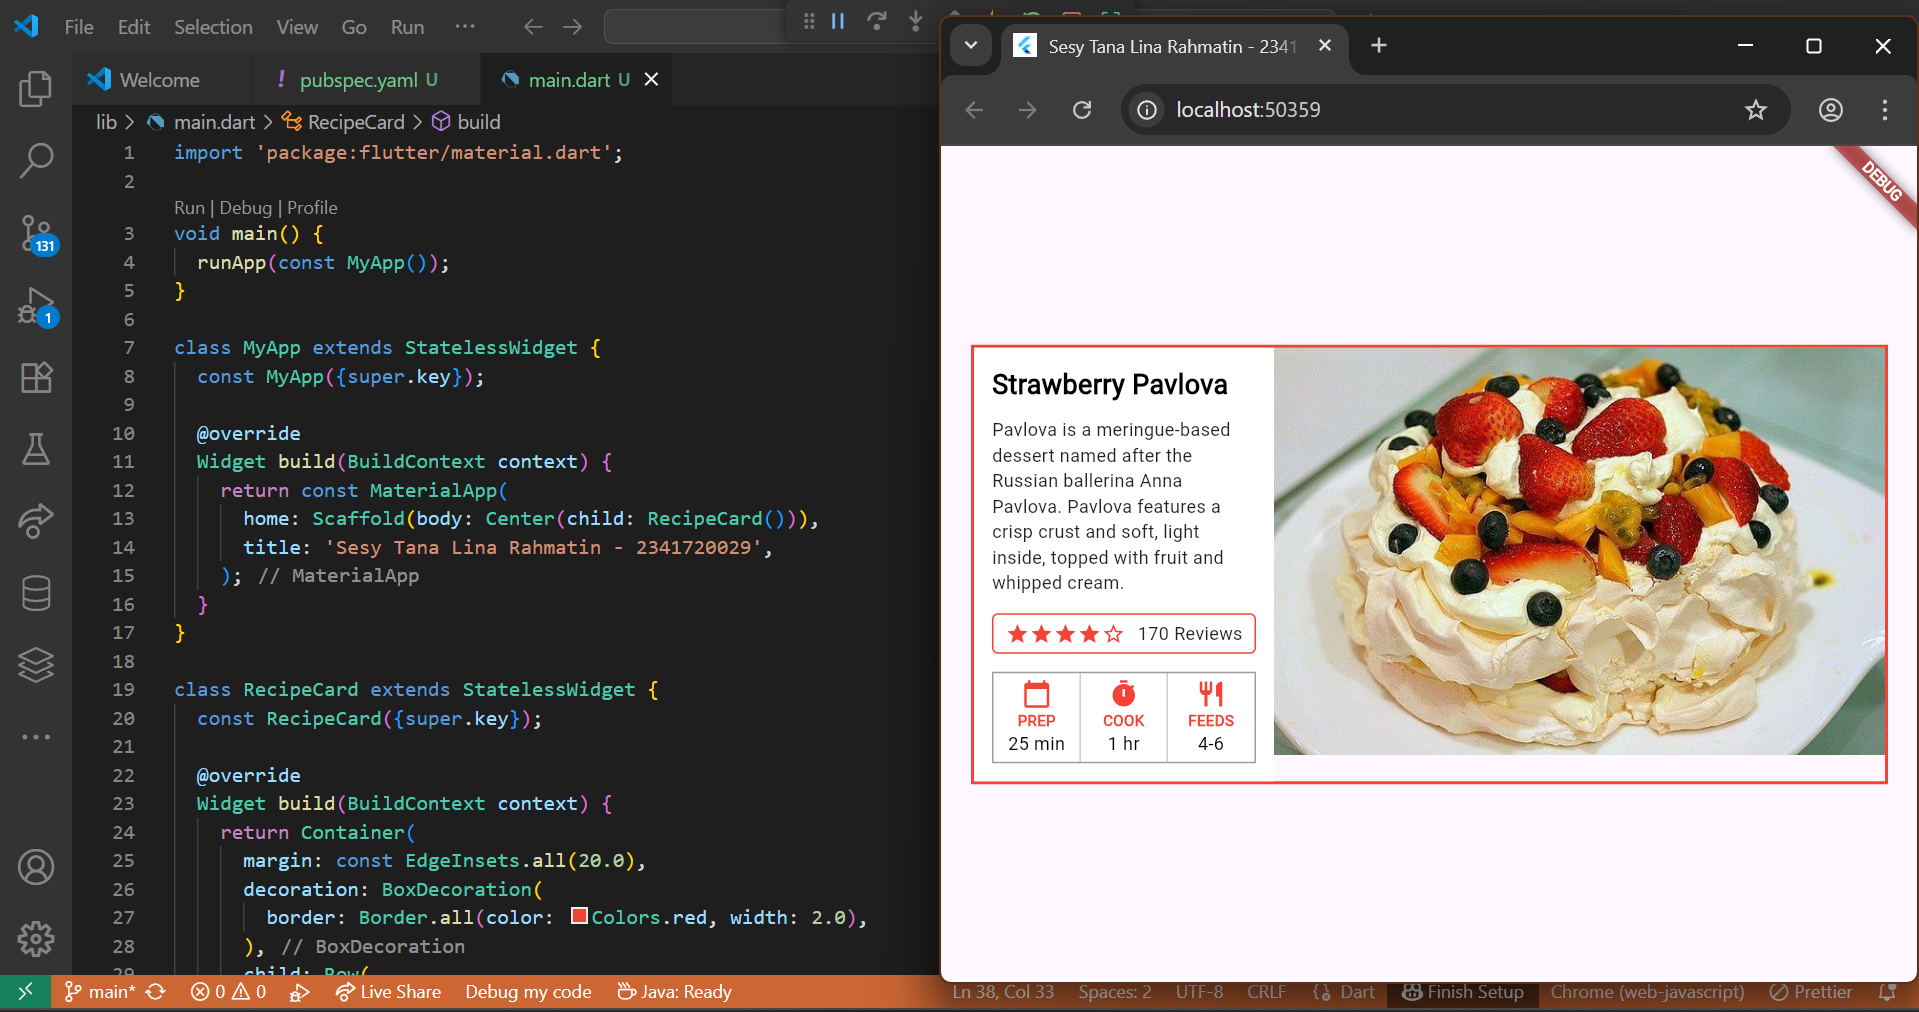 File Edit Selection View Go Run ···
Welcome
! pubspec.yaml U
main.dart U
lib > main.dart > RecipeCard > build
1 import 'package:flutter/material.dart';
2
Run | Debug | Profile
3 void main() {
4 runApp(const MyApp());
5 }
6
7 class MyApp extends StatelessWidget {
8 const MyApp({super.key});
9
10 @override
11 Widget build(BuildContext context) {
12 return const MaterialApp(
13 home: Scaffold(body: Center(child: RecipeCard())),
14 title: 'Sesy Tana Lina Rahmatin - 2341720029',
15 ); // MaterialApp
16 }
17 }
18
19 class RecipeCard extends StatelessWidget {
20 const RecipeCard({super.key});
21
22 @override
23 Widget build(BuildContext context) {
24 return Container(
25 margin: const EdgeInsets.all(20.0),
26 decoration: BoxDecoration(
27 border: Border.all(color: Colors.red, width: 2.0),
28 ), // BoxDecoration
29 child: Row(
131
1
main* 0 0 Live Share Debug my code Java: Ready
Ln 38, Col 33 Spaces: 2 UTF-8 CRLF Dart Finish Setup Chrome (web-javascript) Prettier
Sesy Tana Lina Rahmatin - 2341
localhost:50359
DEBUG
Strawberry Pavlova
Pavlova is a meringue-based
dessert named after the
Russian ballerina Anna
Pavlova. Pavlova features a
crisp crust and soft, light
inside, topped with fruit and
whipped cream.
170 Reviews
PREP COOK FEEDS
25 min 1 hr 4-6